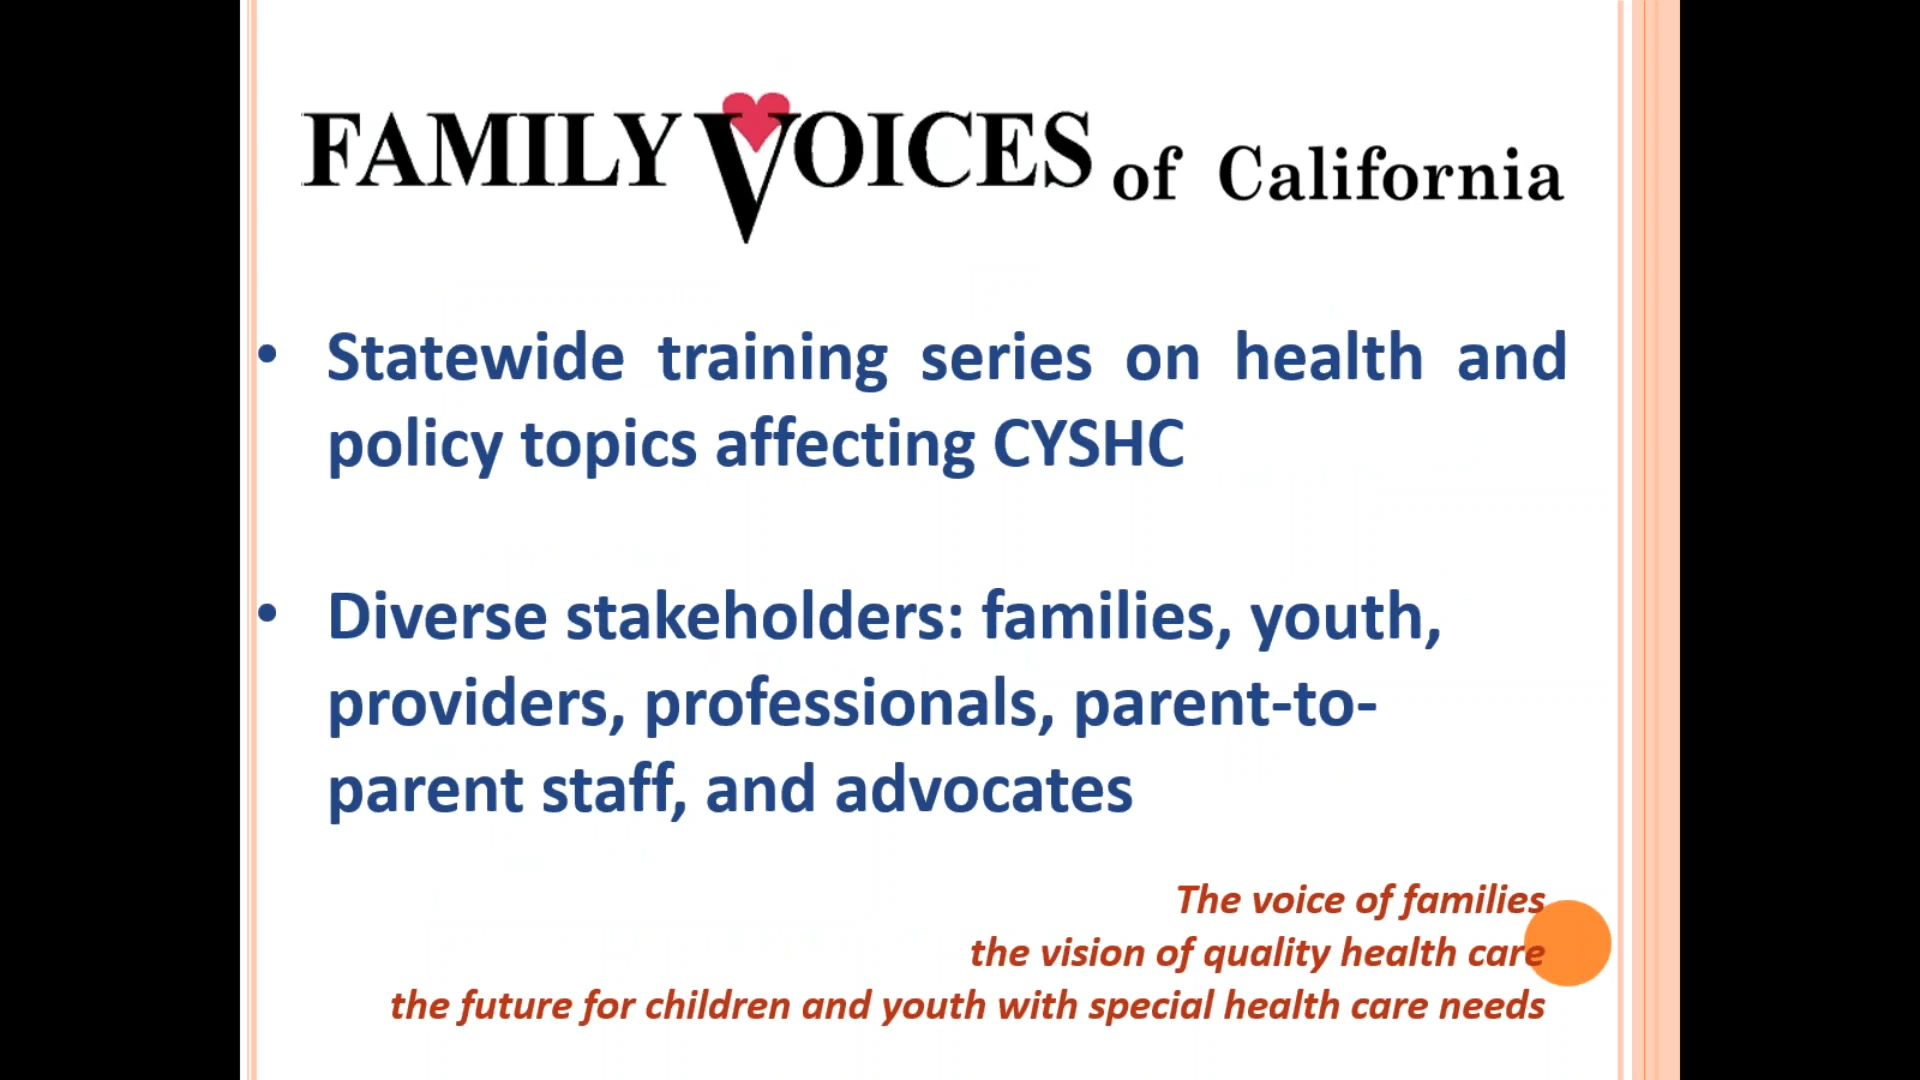 FAMILY VOICES of California
• Statewide training series on health and
policy topics affecting CYSHC
• Diverse stakeholders: families, youth,
providers, professionals, parent-to-
parent staff, and advocates
The voice of families
the vision of quality health care
the future for children and youth with special health care needs